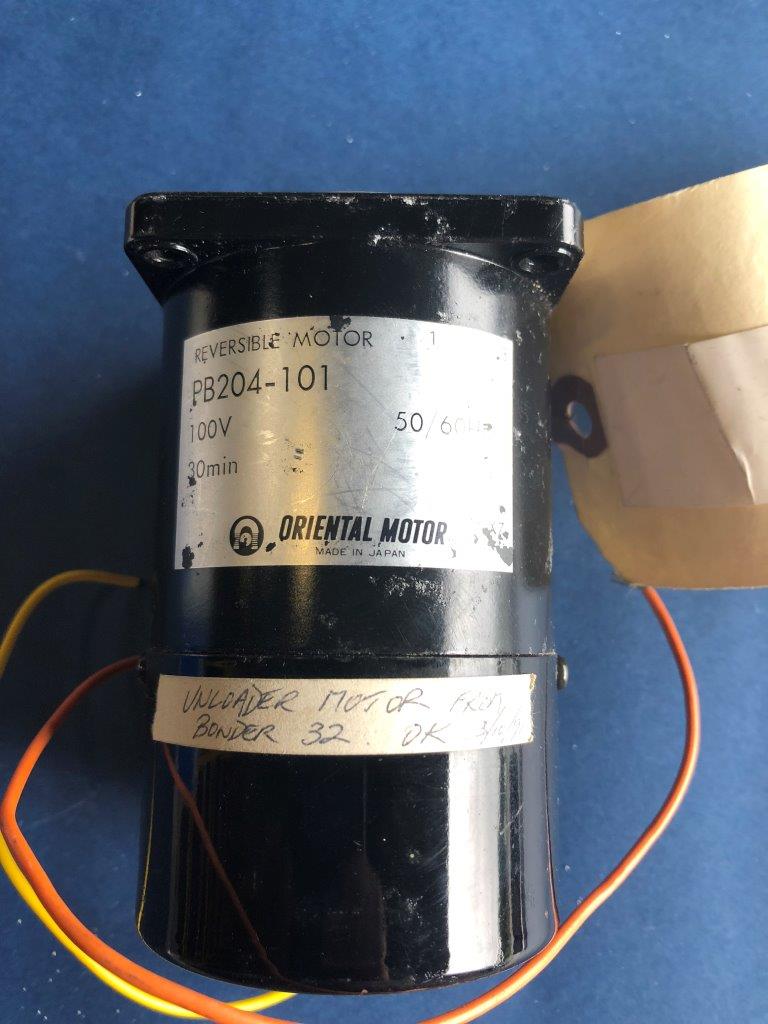 REVERSIBLE MOTOR 1
PB204-101
100V 50/60Hz
30min
ORIENTAL MOTOR
MADE IN JAPAN
UNLOADER MOTOR FROM
BONDER 32. OK